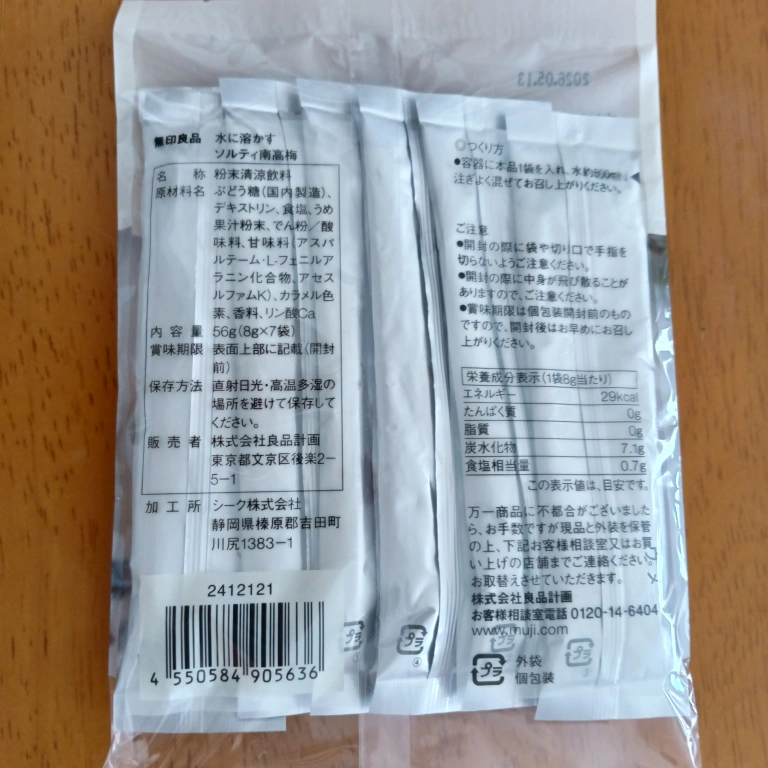 2026.05.13
無印良品 水に溶かす
ソルティ南高梅
名称 粉末清涼飲料
原材料名 ぶどう糖(国内製造)、
デキストリン、食塩、うめ
果汁粉末、でん粉/酸
味料、甘味料(アスパ
ルテーム・L-フェニルア
ラニン化合物、アセス
ルファムK)、カラメル色
素、香料、リン酸Ca
内容量 56g(8g×7袋)
賞味期限 表面上部に記載(開封
前)
保存方法 直射日光・高温多湿の
場所を避けて保存して
ください。
販売者 株式会社良品計画
東京都文京区後楽2-
5-1
加工所 シーク株式会社
静岡県榛原郡吉田町
川尻1383-1
2412121
4 550584 905636
◎つくり方
●容器に本品1袋を入れ、水約500mlを
注ぎよく混ぜてお召し上がりください。
ご注意
●開封の際に袋や切り口で手指を
切らないようご注意ください。
●開封の際に中身が飛び散ることが
ありますので、ご注意ください。
●賞味期限は個包装開封前のもの
ですので、開封後はお早めにお召し
上がりください。
栄養成分表示(1袋8g当たり)
エネルギー 29kcal
たんぱく質 0g
脂質 0g
炭水化物 7.1g
食塩相当量 0.7g
この表示値は、目安です。
万一商品に不都合がございました
ら、お手数ですが現品と外装を保管
の上、下記お客様相談室又はお買
い上げの店舗までご連絡ください。
お取替えさせていただきます。
株式会社良品計画
お客様相談室電話 0120-14-6404
www.muji.com
プラ 外袋
個包装
プラ
④
プラ
④
プラ
プラ